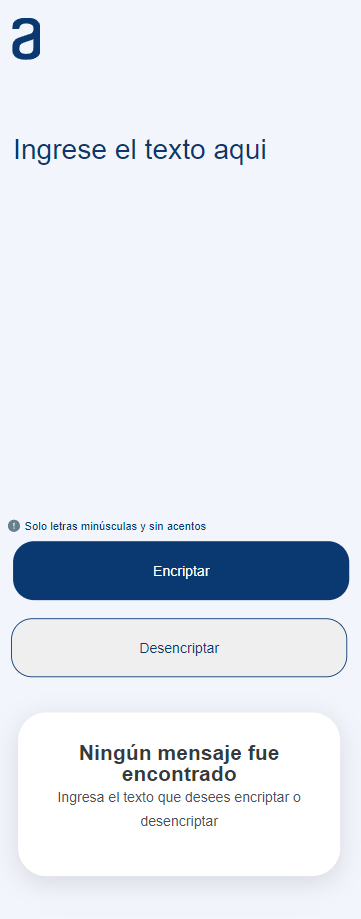 a
Ingrese el texto aqui
! Solo letras minúsculas y sin acentos
Encriptar
Desencriptar
Ningún mensaje fue
encontrado
Ingresa el texto que desees encriptar o
desencriptar